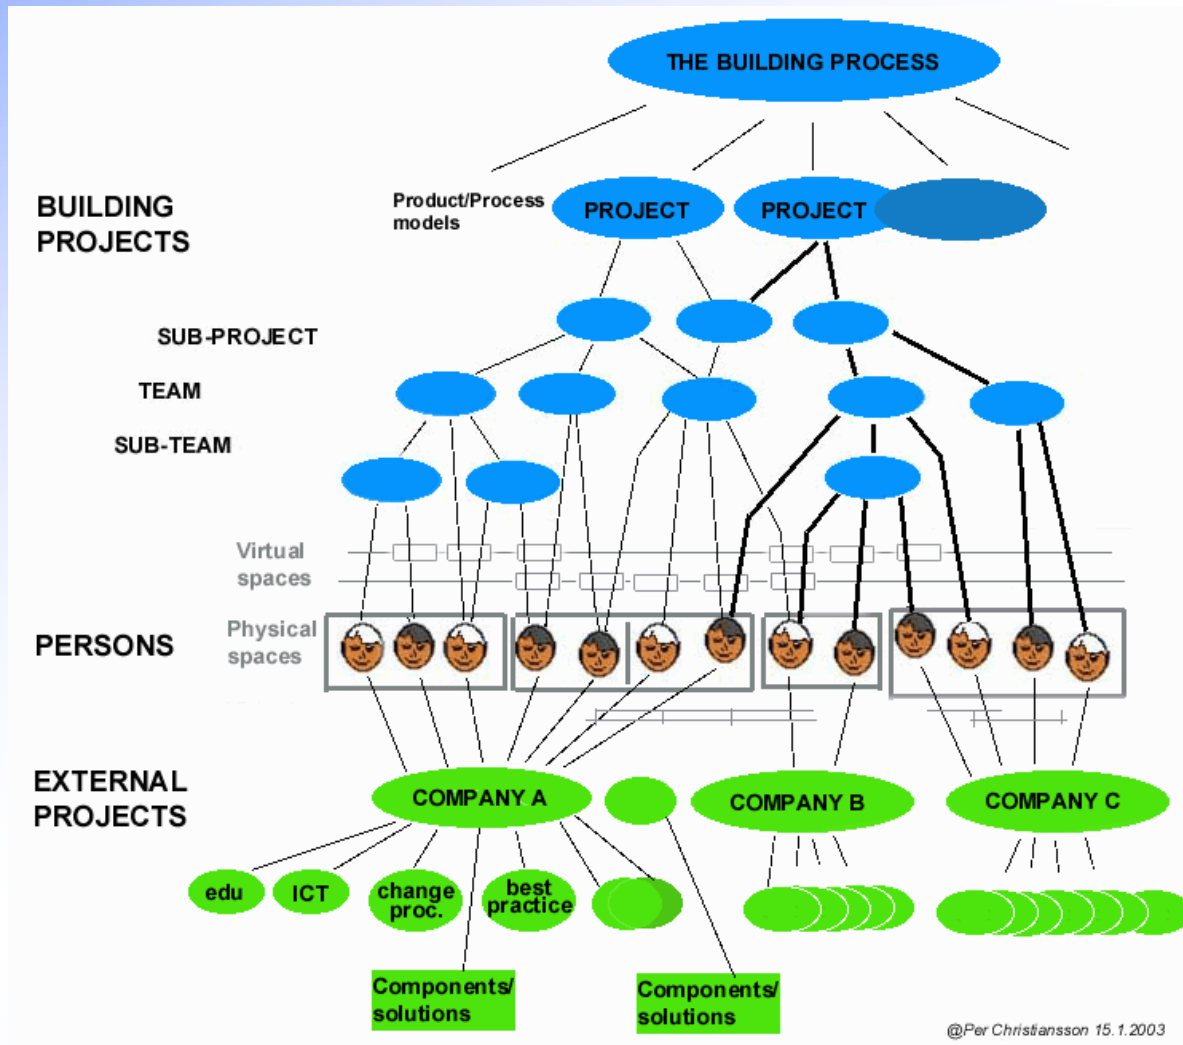 THE BUILDING PROCESS
BUILDING
PROJECTS
Product/Process
models
PROJECT
PROJECT
SUB-PROJECT
TEAM
SUB-TEAM
Virtual
spaces
PERSONS
Physical
spaces
EXTERNAL
PROJECTS
COMPANY A
COMPANY B
COMPANY C
edu
ICT
change
proc.
best
practice
Components/
solutions
Components/
solutions
@Per Christiansson 15.1.2003